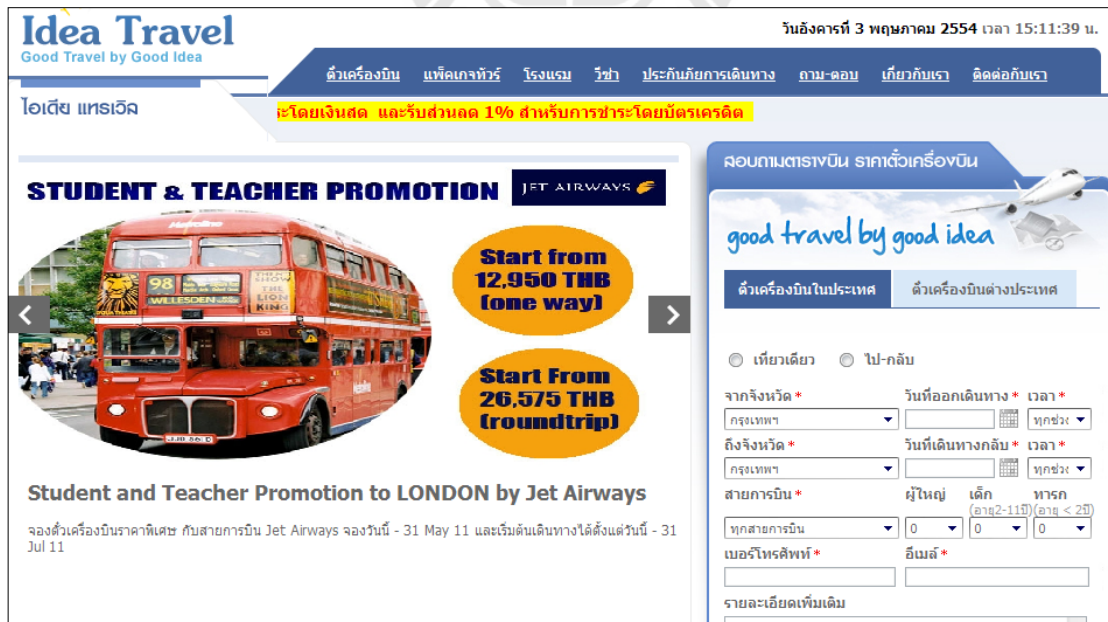 Idea Travel
Good Travel by Good Idea
ไอเดีย แทรเวิล
วันอังคารที่ 3 พฤษภาคม 2554 เวลา 15:11:39 น.
ตั๋วเครื่องบิน แพ็คเกจทัวร์ โรงแรม วีซ่า ประกันภัยการเดินทาง ถาม-ตอบ เกี่ยวกับเรา ติดต่อกับเรา
ระโดยเงินสด และรับส่วนลด 1% สำหรับการชำระโดยบัตรเครดิต
STUDENT & TEACHER PROMOTION JET AIRWAYS
98
WILLESDEN
THE LION KING
Start from
12,950 THB
(one way)
Start From
26,575 THB
(roundtrip)
Student and Teacher Promotion to LONDON by Jet Airways
จองตั๋วเครื่องบินราคาพิเศษ กับสายการบิน Jet Airways จองวันนี้ - 31 May 11 และเริ่มต้นเดินทางได้ตั้งแต่วันนี้ - 31
Jul 11
สอบถามตารางบิน ราคาตั๋วเครื่องบิน
good travel by good idea
ตั๋วเครื่องบินในประเทศ ตั๋วเครื่องบินต่างประเทศ
เที่ยวเดียว ไป-กลับ
จากจังหวัด * วันที่ออกเดินทาง * เวลา *
กรุงเทพฯ ทุกช่วง
ถึงจังหวัด * วันที่เดินทางกลับ * เวลา *
กรุงเทพฯ ทุกช่วง
สายการบิน * ผู้ใหญ่ เด็ก ทารก
(อายุ2-11ปี) (อายุ < 2ปี)
ทุกสายการบิน 0 0 0
เบอร์โทรศัพท์ * อีเมล์ *
รายละเอียดเพิ่มเติม